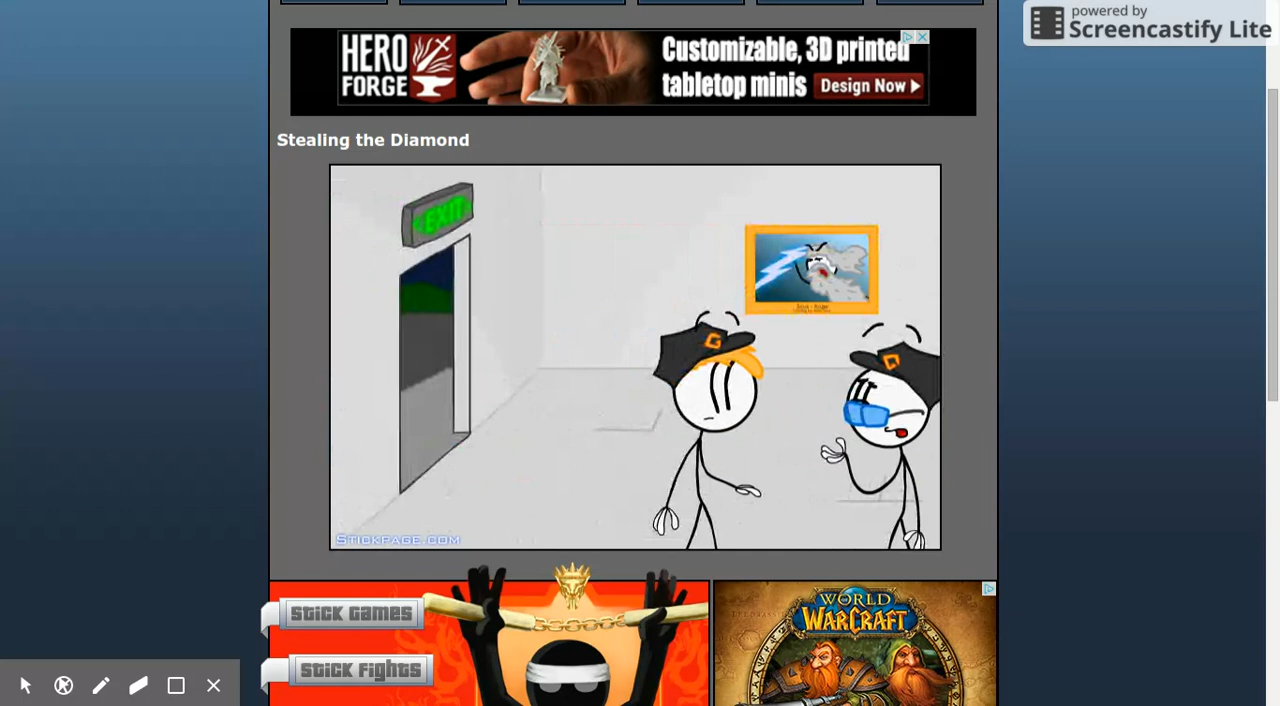 powered by
Screencastify Lite
HERO
FORGE
Customizable, 3D printed
tabletop minis
Design Now
Stealing the Diamond
EXIT
G
G
STICKPAGE.COM
STICK GAMES
STICK FIGHTS
WORLD
WARCRAFT